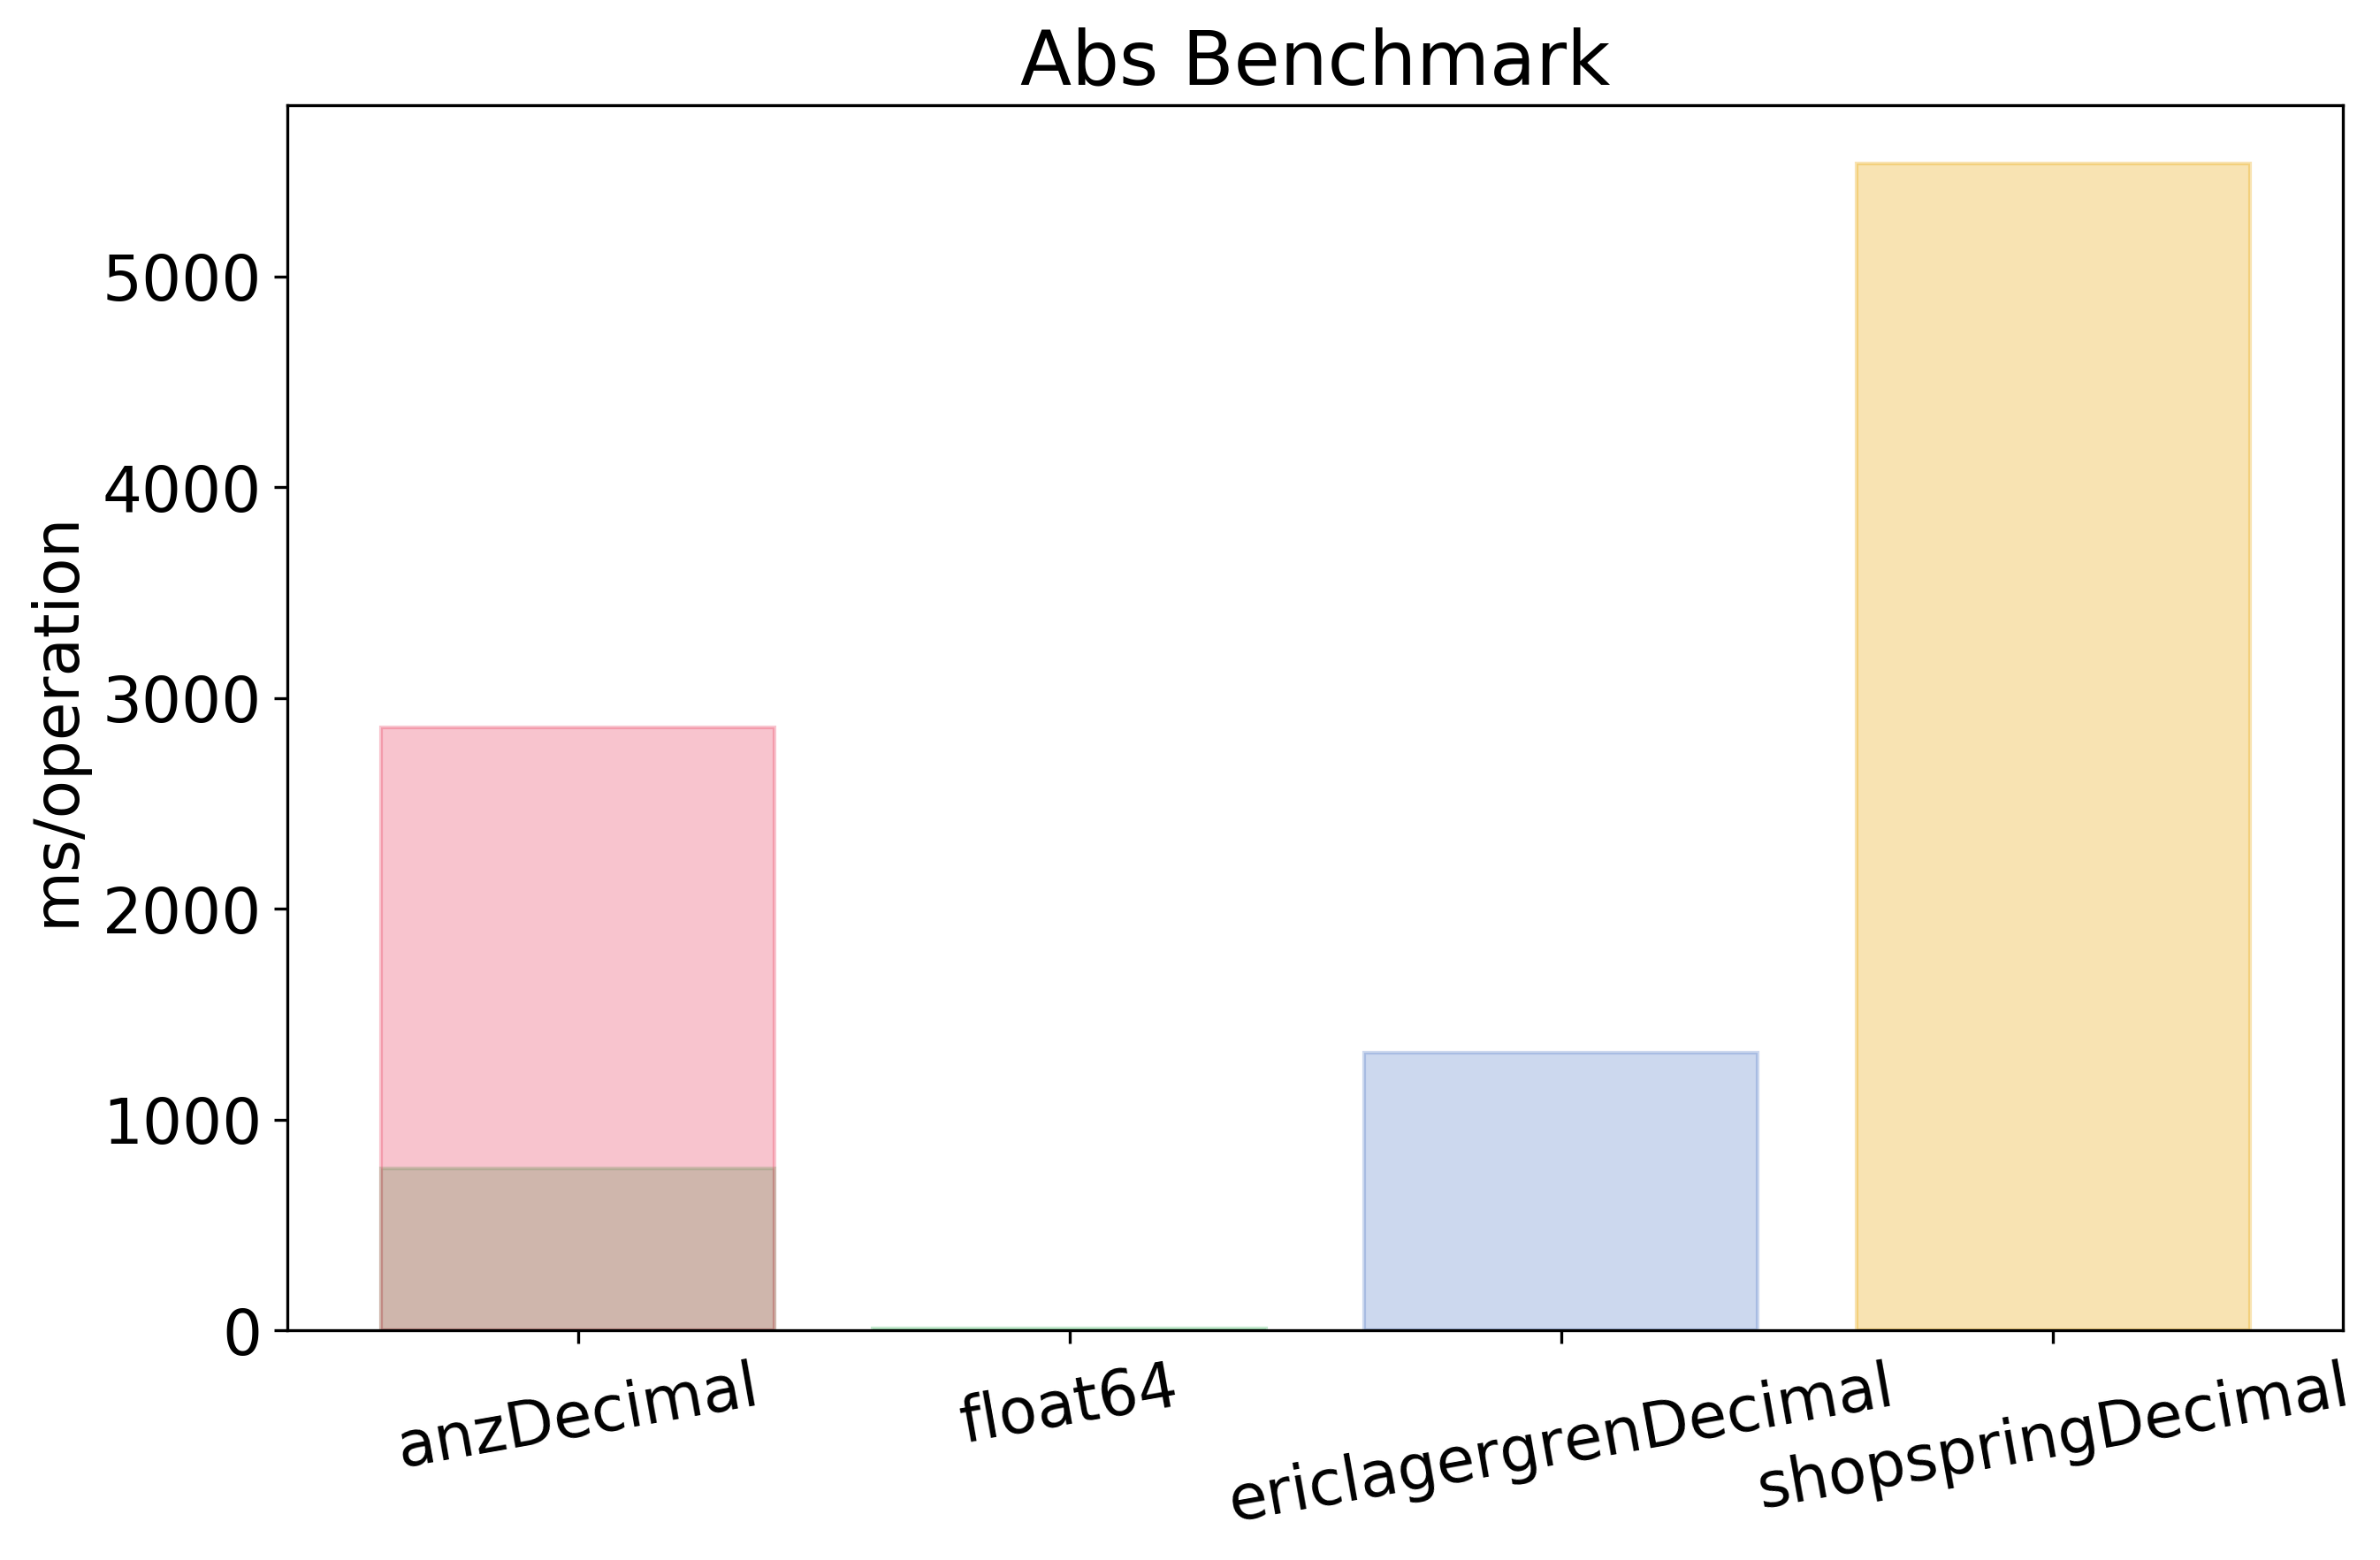 Abs Benchmark
ms/operation
5000
4000
3000
2000
1000
0
anzDecimal
float64
ericlagergrenDecimal
shopspringDecimal